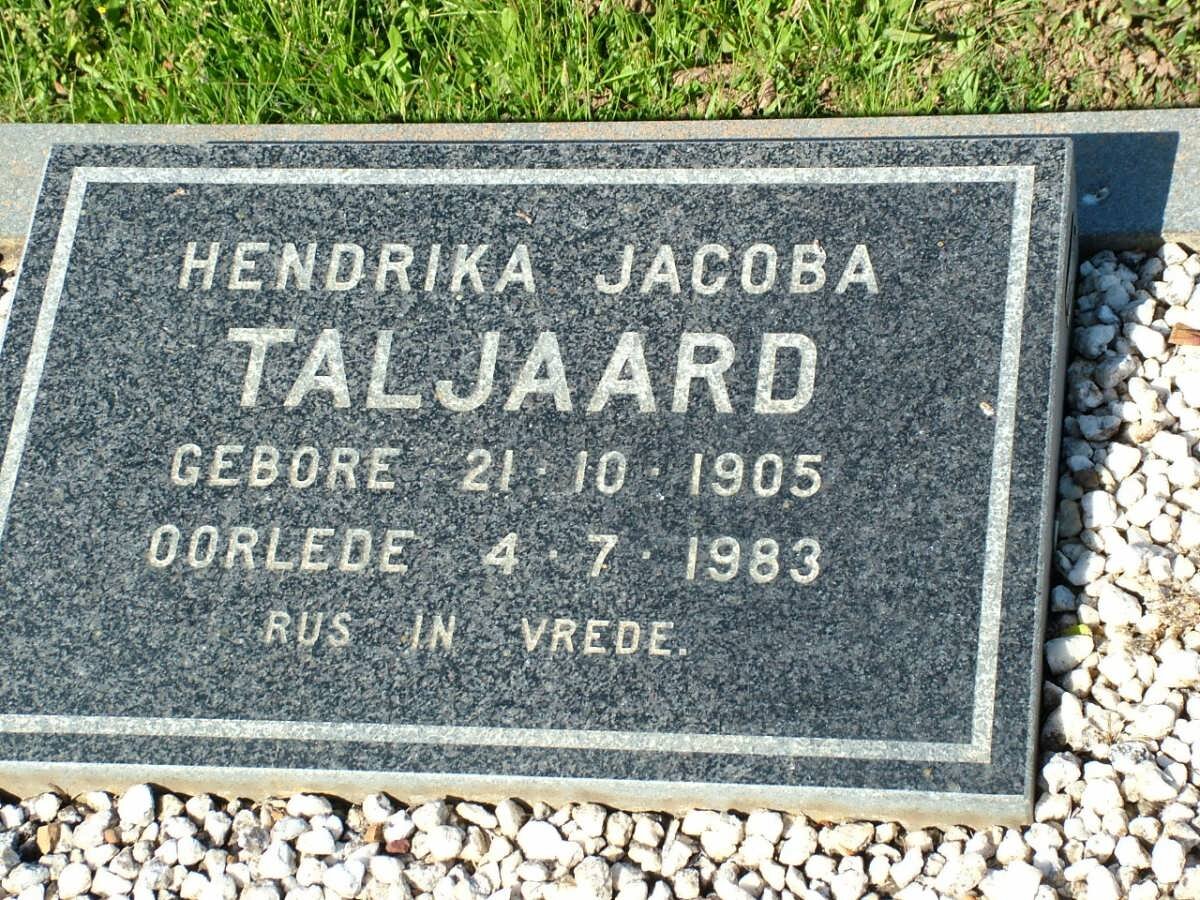 HENDRIKA JACOBA
TALJAARD
GEBORE 21·10·1905
OORLEDE 4·7·1983
RUS IN VREDE.